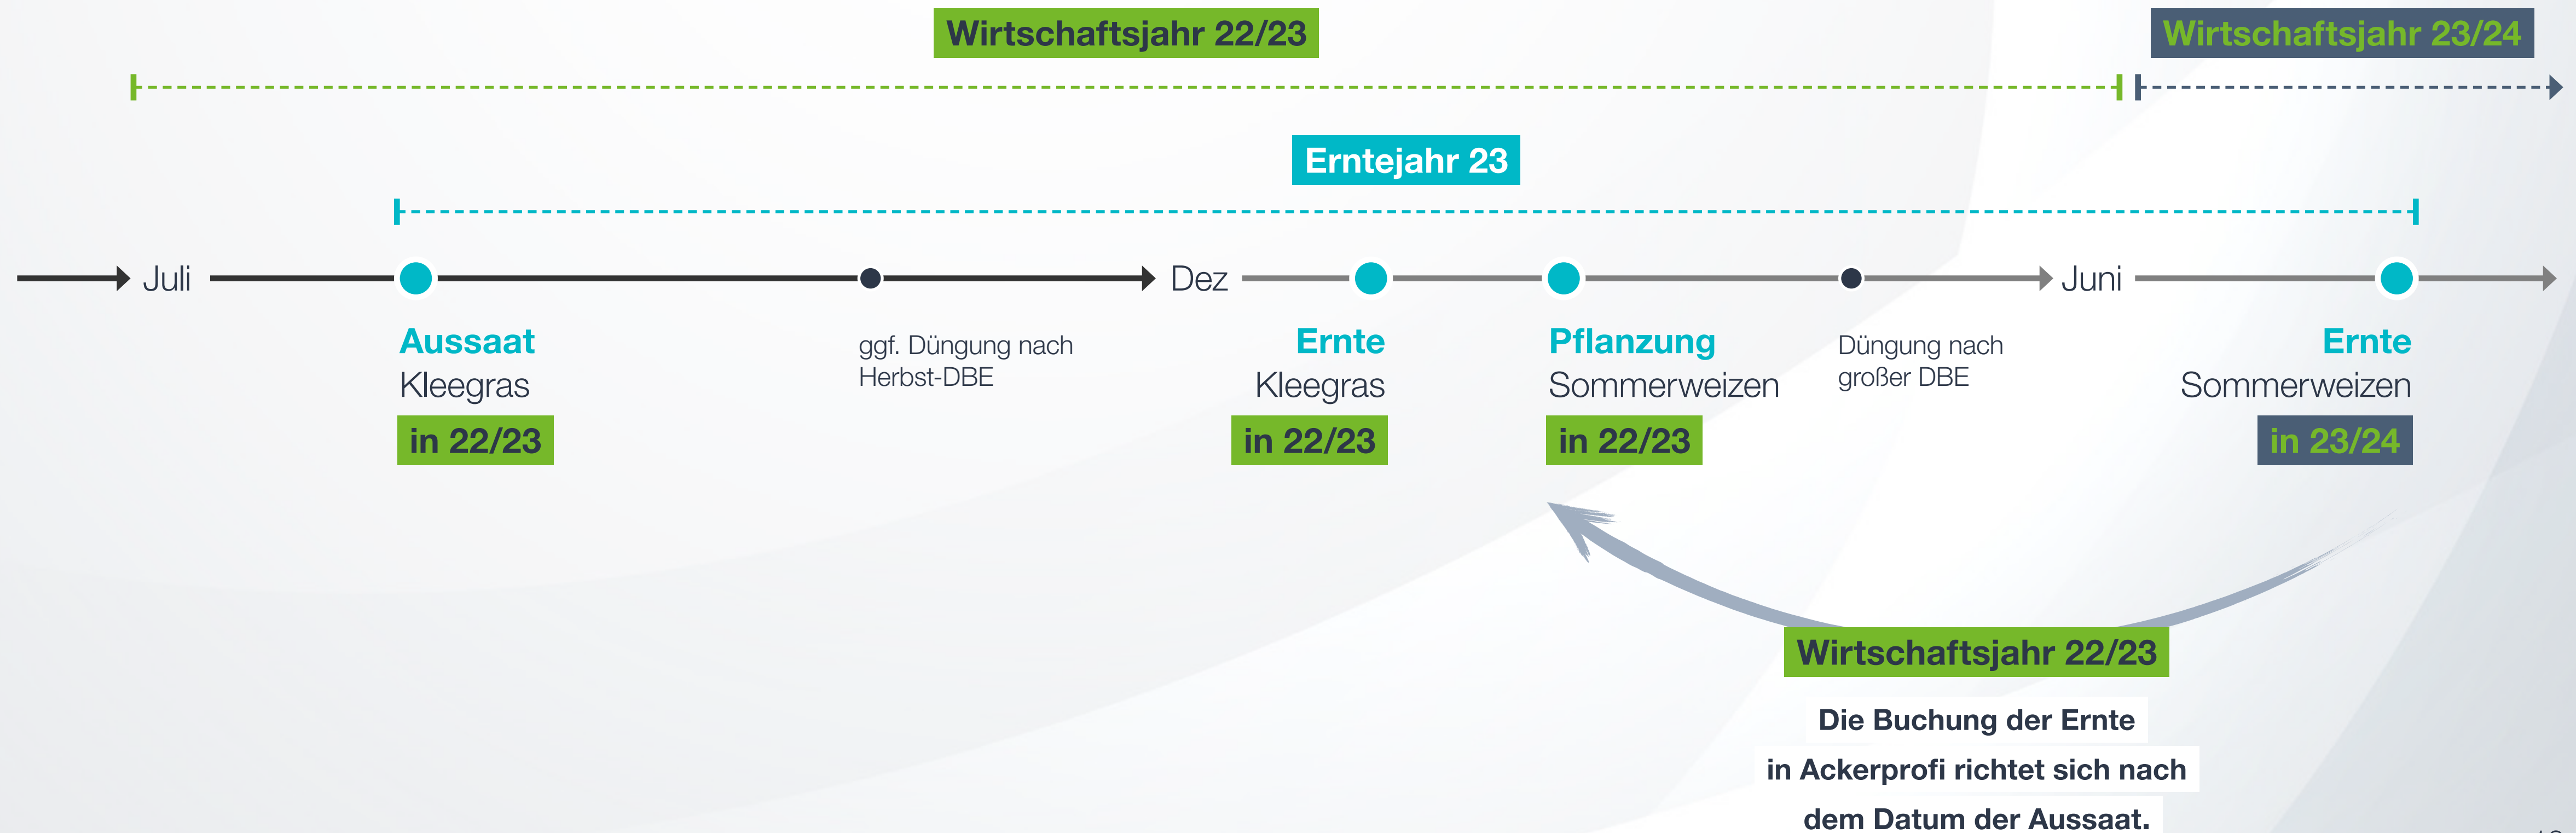 Wirtschaftsjahr 22/23
Wirtschaftsjahr 23/24
Erntejahr 23
Juli
Dez
Juni
Aussaat
Kleegras
in 22/23
ggf. Düngung nach
Herbst-DBE
Ernte
Kleegras
in 22/23
Pflanzung
Sommerweizen
in 22/23
Düngung nach
großer DBE
Ernte
Sommerweizen
in 23/24
Wirtschaftsjahr 22/23
Die Buchung der Ernte
in Ackerprofi richtet sich nach
dem Datum der Aussaat.